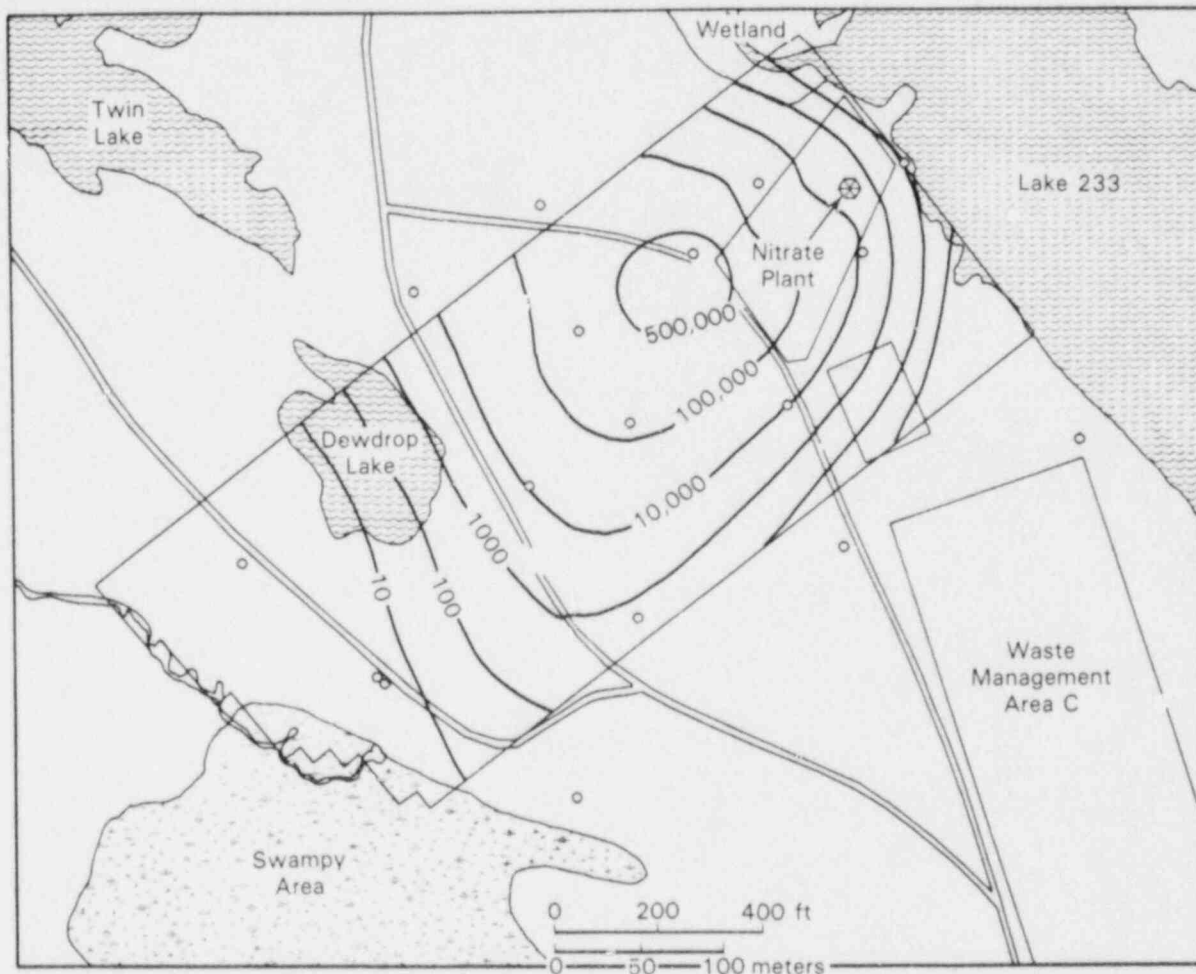 Wetland
Twin
Lake
Lake 233
Nitrate
Plant
500,000
100,000
Dewdrop
Lake
10,000
1000
100
10
Waste
Management
Area C
Swampy
Area
0 200 400 ft
0 50 100 meters